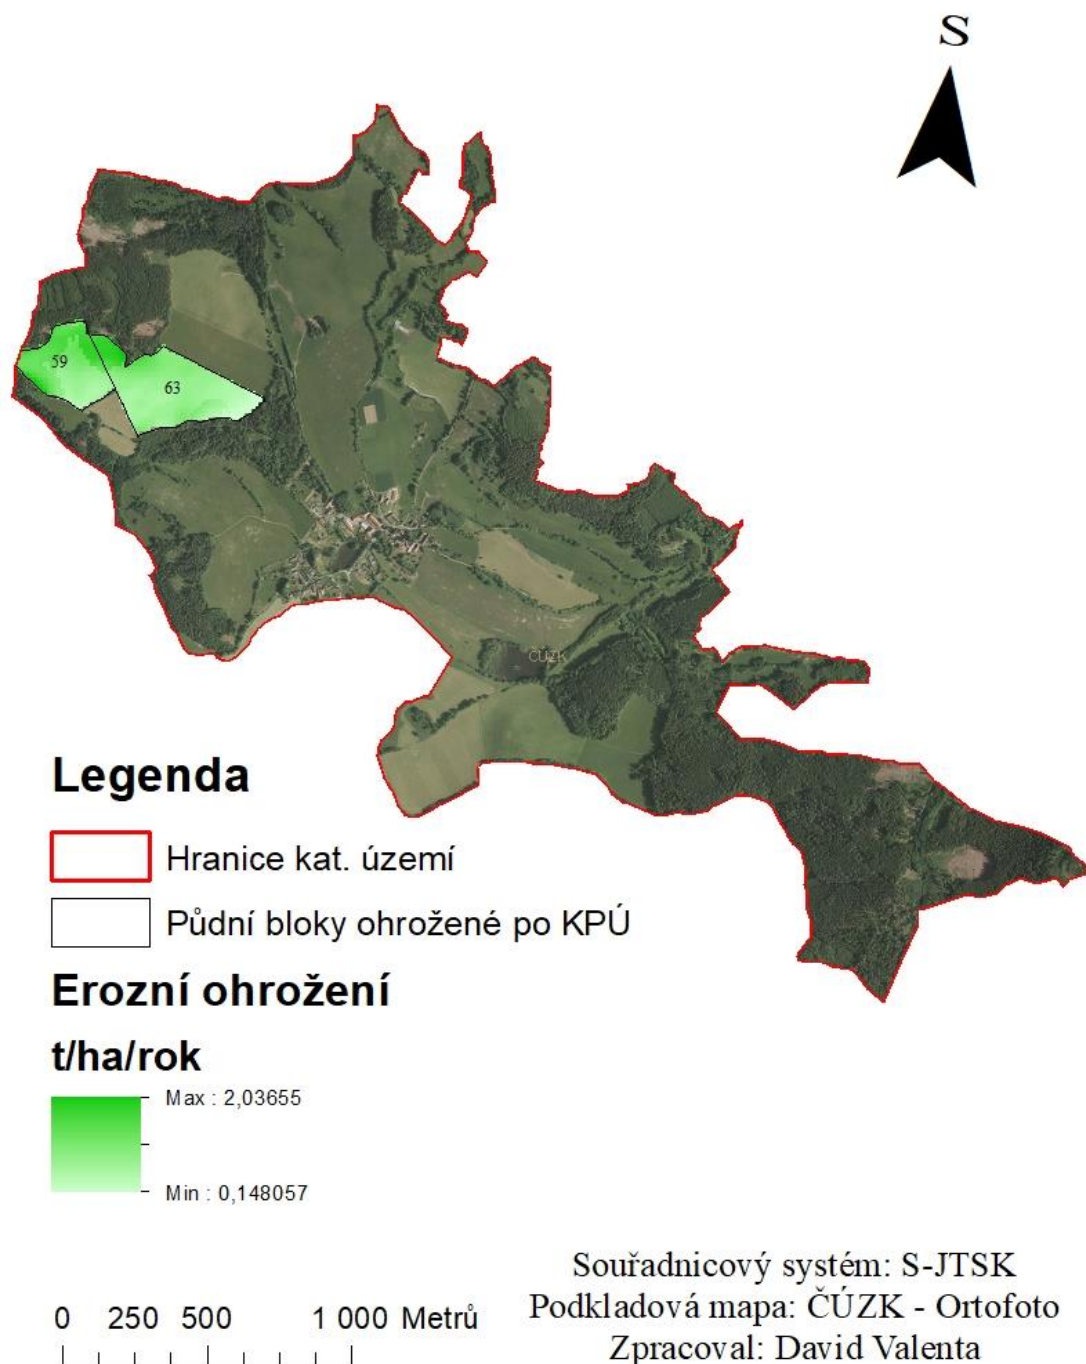 S
59
63
ČÚZK
Legenda
Hranice kat. území
Půdní bloky ohrožené po KPÚ
Erozní ohrožení
t/ha/rok
Max : 2,03655
Min : 0,148057
0 250 500 1 000 Metrů
Souřadnicový systém: S-JTSK
Podkladová mapa: ČÚZK - Ortofoto
Zpracoval: David Valenta